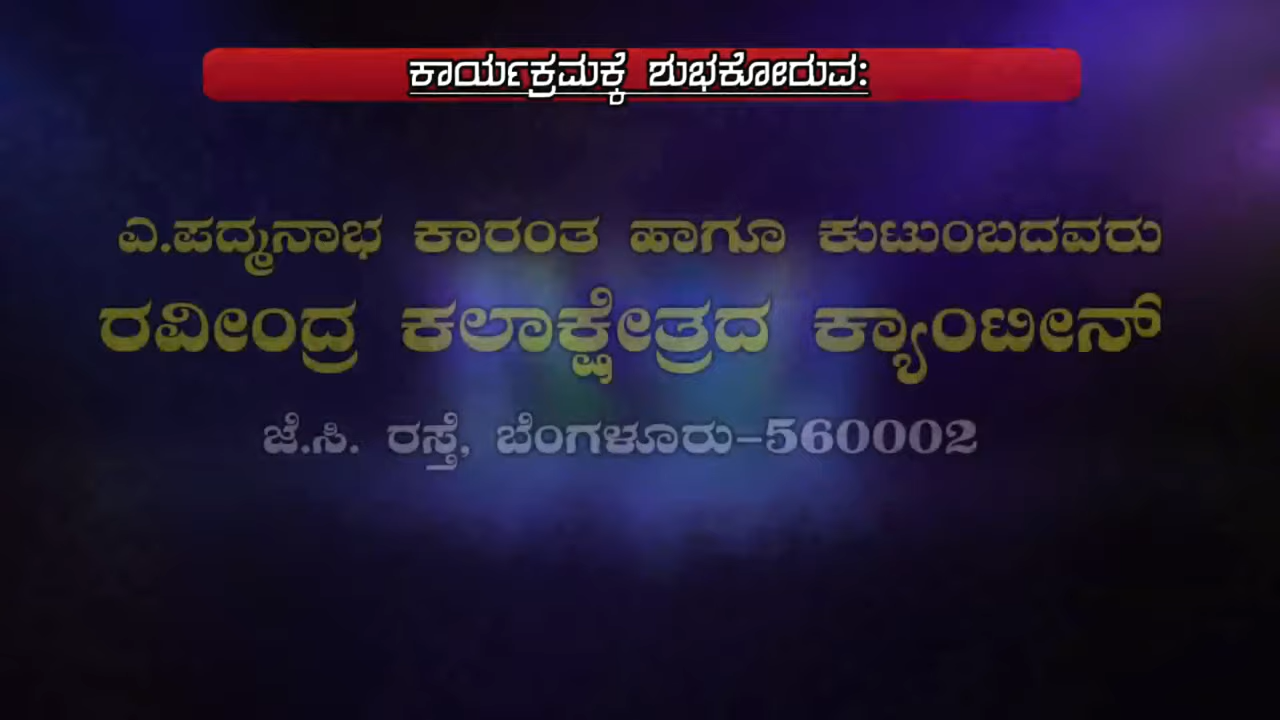 ಕಾರ್ಯಕ್ರಮಕ್ಕೆ ಶುಭಕೋರುವ:
ಎ.ಪದ್ಮನಾಭ ಕಾರಂತ ಹಾಗೂ ಕುಟುಂಬದವರು
ರವೀಂದ್ರ ಕಲಾಕ್ಷೇತ್ರದ ಕ್ಯಾಂಟೀನ್
ಜೆ.ಸಿ. ರಸ್ತೆ, ಬೆಂಗಳೂರು-560002